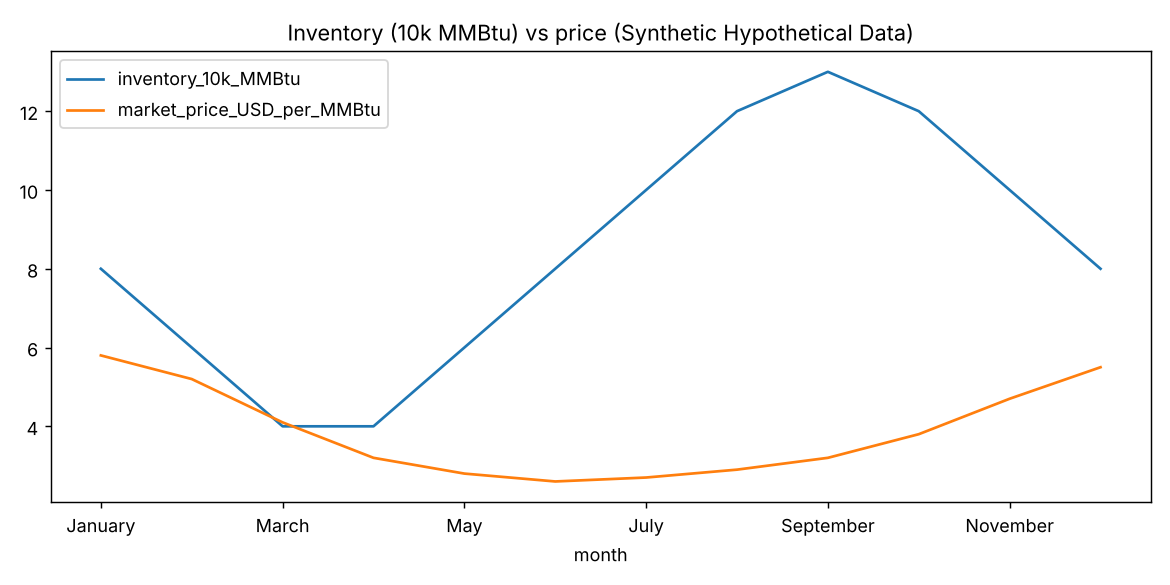 Inventory (10k MMBtu) vs price (Synthetic Hypothetical Data)
inventory_10k_MMBtu
market_price_USD_per_MMBtu
12
10
8
6
4
January March May July September November
month